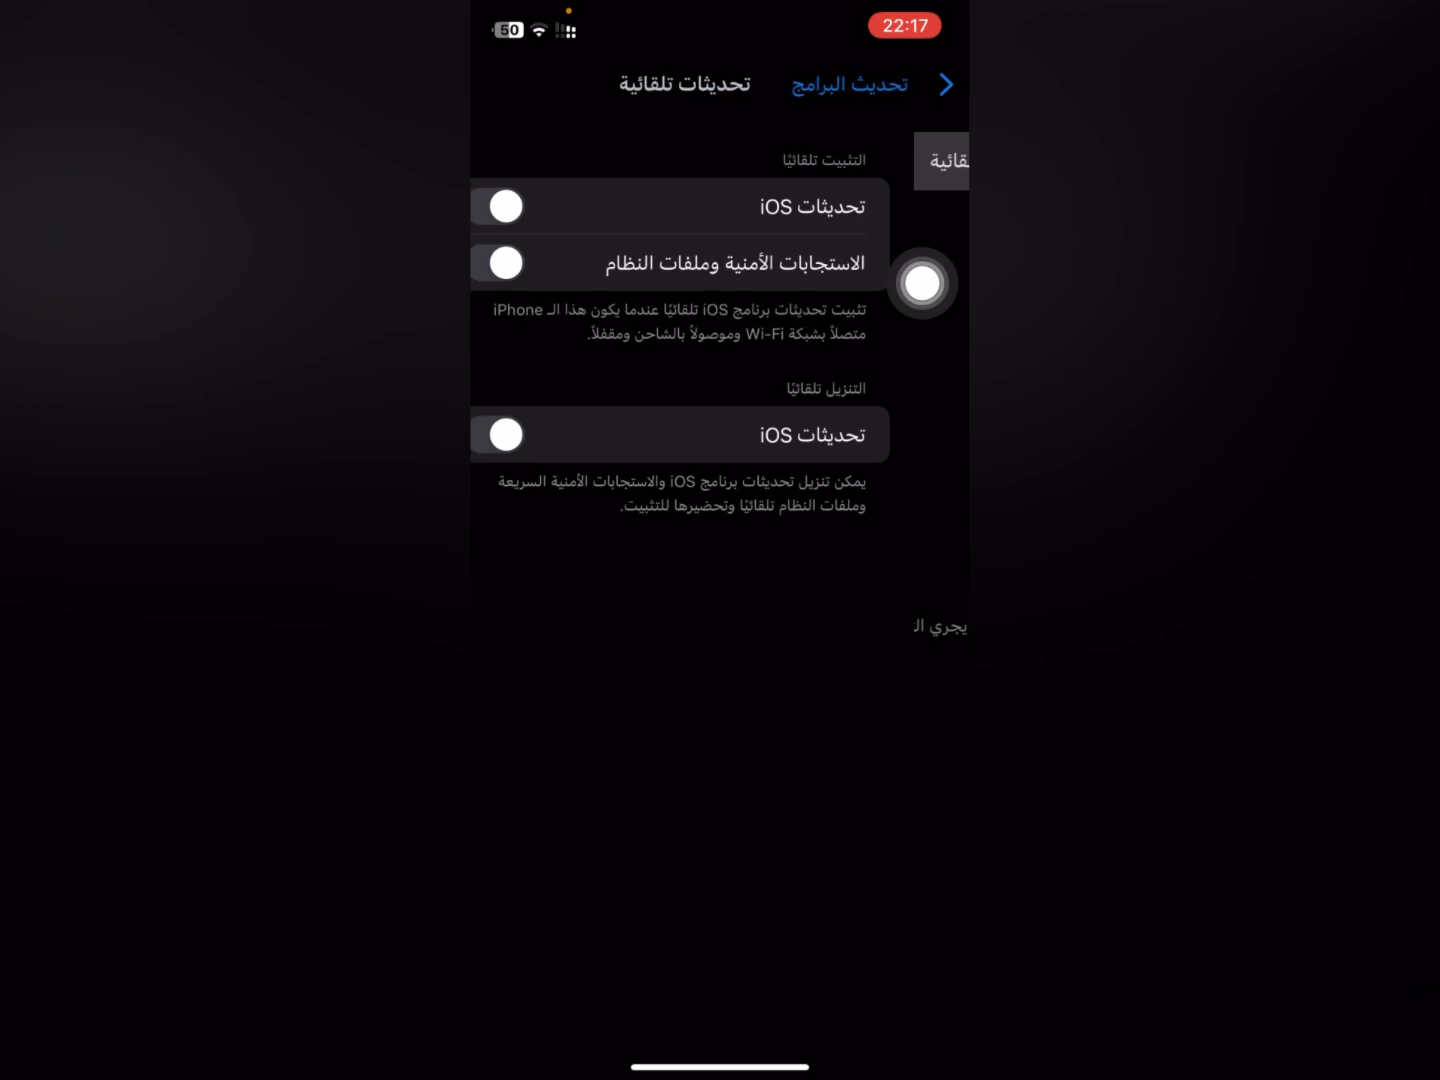 22:17
50
تحديث البرامج
تحديثات تلقائية
التثبيت تلقائيًا
تحديثات iOS
الاستجابات الأمنية وملفات النظام
تثبيت تحديثات برنامج iOS تلقائيًا عندما يكون هذا الـ iPhone
متصلاً بشبكة Wi-Fi وموصولاً بالشاحن ومقفلاً.
التنزيل تلقائيًا
تحديثات iOS
يمكن تنزيل تحديثات برنامج iOS والاستجابات الأمنية السريعة
وملفات النظام تلقائيًا وتحضيرها للتثبيت.
يجري